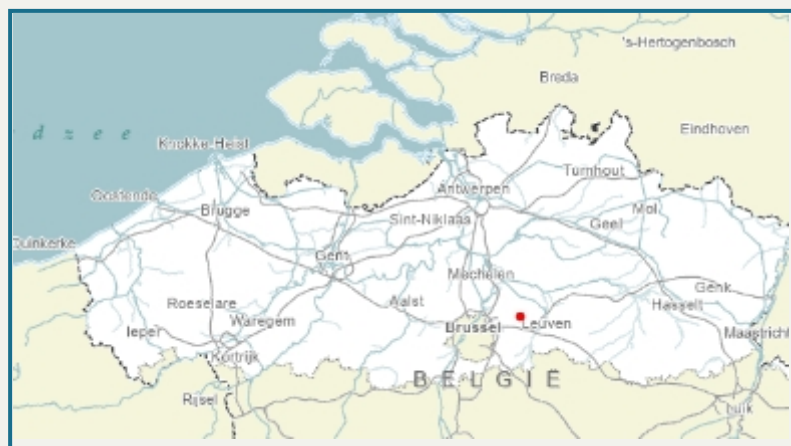 's-Hertogenbosch
Breda
d z e e
Eindhoven
Knokke-Heist
Turnhout
Antwerpen
Oostende
Mol
Brugge
Sint-Niklaas
Geel
Duinkerke
Gent
Mechelen
Genk
Roeselare
Aalst
Hasselt
Waregem
Ieper
Brussel
Leuven
Maastricht
Kortrijk
BELGIË
Rijsel
Luik